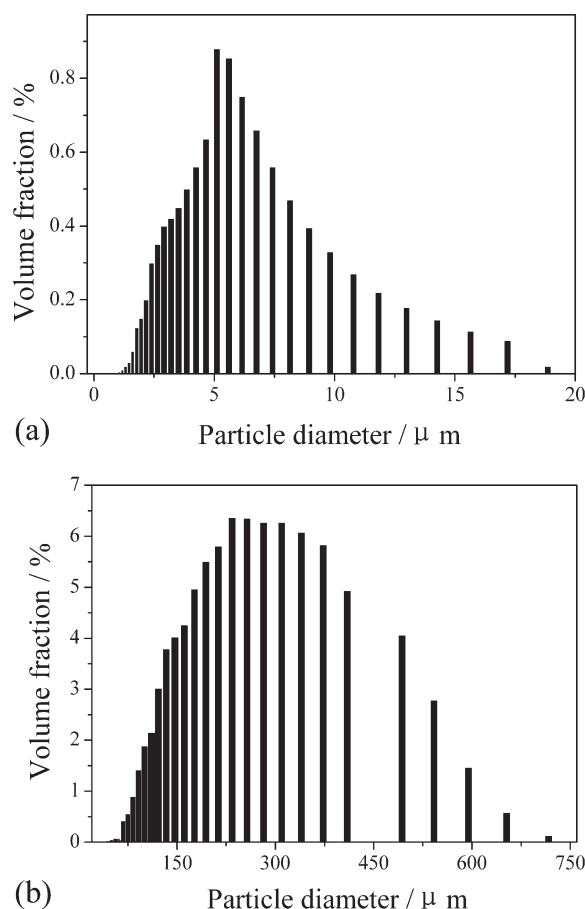 0.8
0.6
0.4
0.2
0.0
Volume fraction / %
0 5 10 15 20
(a) Particle diameter / μ m
7
6
5
4
3
2
1
0
Volume fraction / %
150 300 450 600 750
(b) Particle diameter / μ m